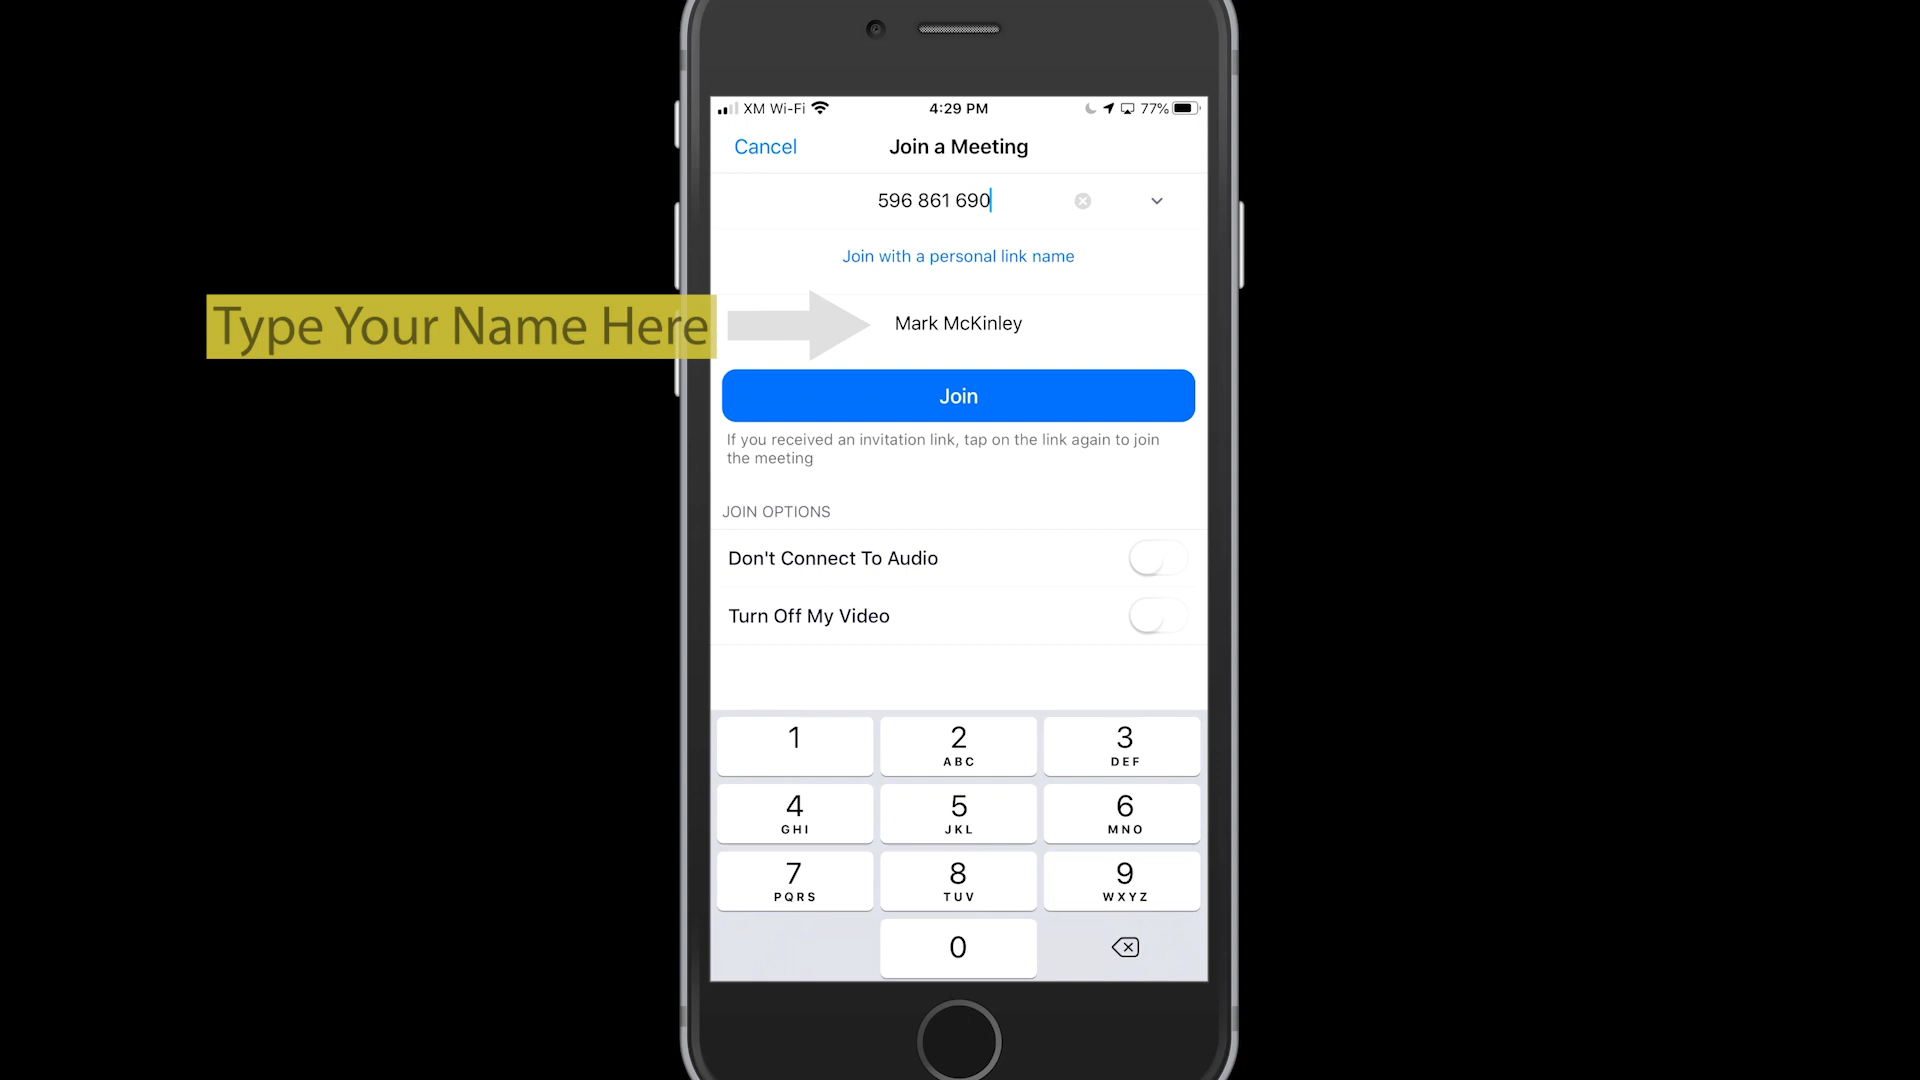 XM Wi-Fi 4:29 PM 77%
Cancel Join a Meeting
596 861 690
Join with a personal link name
Type Your Name Here
Mark McKinley
Join
If you received an invitation link, tap on the link again to join
the meeting
JOIN OPTIONS
Don't Connect To Audio
Turn Off My Video
1 2 3
ABC DEF
4 5 6
GHI JKL MNO
7 8 9
PQRS TUV WXYZ
0